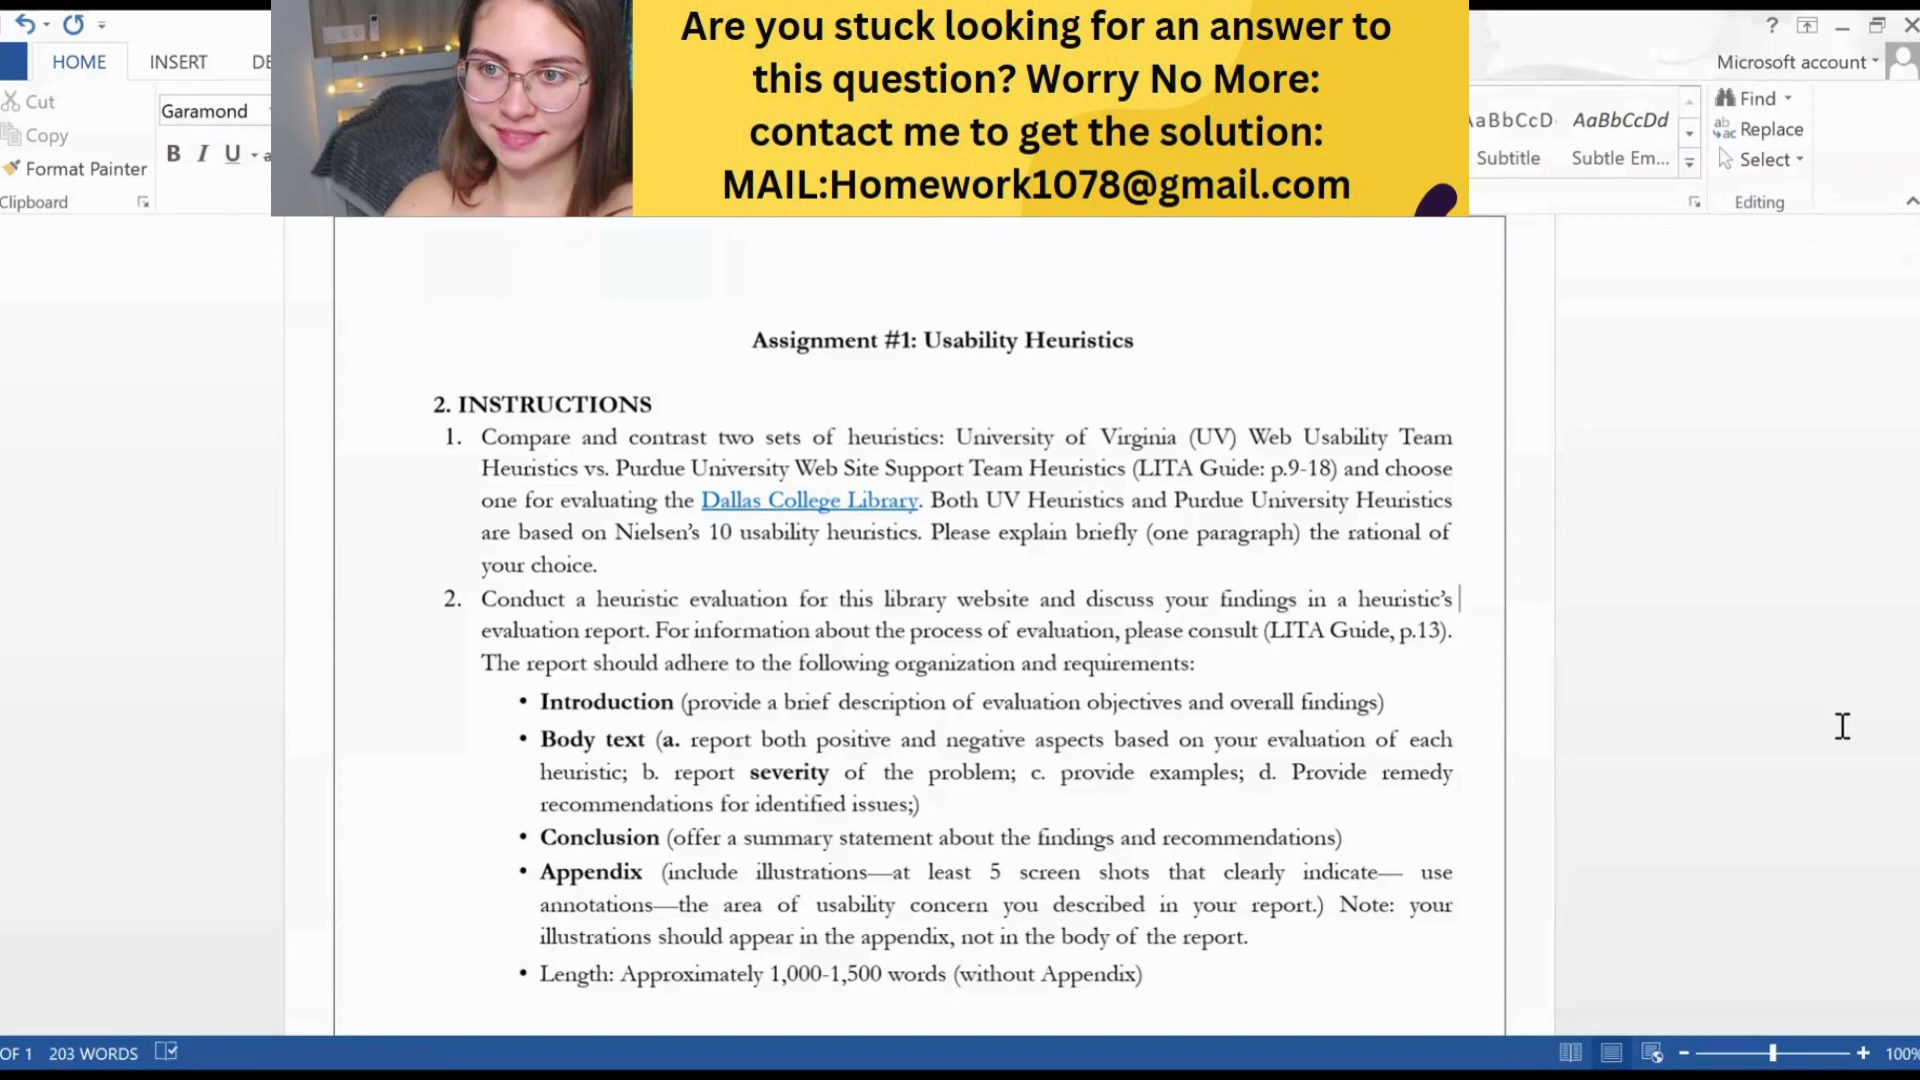 Are you stuck looking for an answer to
this question? Worry No More:
contact me to get the solution:
MAIL:Homework1078@gmail.com
HOME
INSERT
DE
Cut
Copy
Format Painter
Clipboard
Garamond
B I U
?
Microsoft account
aBbCcD AaBbCcDd
Subtitle Subtle Em...
Find
Replace
Select
Editing
Assignment #1: Usability Heuristics
2. INSTRUCTIONS
1. Compare and contrast two sets of heuristics: University of Virginia (UV) Web Usability Team
Heuristics vs. Purdue University Web Site Support Team Heuristics (LITA Guide: p.9-18) and choose
one for evaluating the Dallas College Library. Both UV Heuristics and Purdue University Heuristics
are based on Nielsen’s 10 usability heuristics. Please explain briefly (one paragraph) the rational of
your choice.
2. Conduct a heuristic evaluation for this library website and discuss your findings in a heuristic’s
evaluation report. For information about the process of evaluation, please consult (LITA Guide, p.13).
The report should adhere to the following organization and requirements:
• Introduction (provide a brief description of evaluation objectives and overall findings)
• Body text (a. report both positive and negative aspects based on your evaluation of each
heuristic; b. report severity of the problem; c. provide examples; d. Provide remedy
recommendations for identified issues;)
• Conclusion (offer a summary statement about the findings and recommendations)
• Appendix (include illustrations—at least 5 screen shots that clearly indicate— use
annotations—the area of usability concern you described in your report.) Note: your
illustrations should appear in the appendix, not in the body of the report.
• Length: Approximately 1,000-1,500 words (without Appendix)
OF 1 203 WORDS
100%